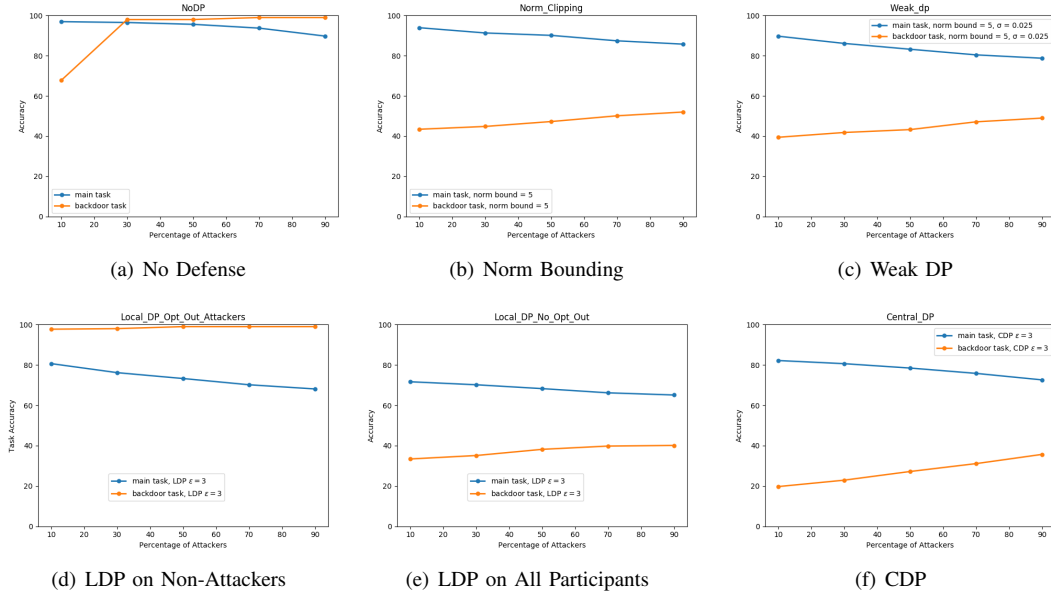 NoDP
Accuracy
100
80
60
40
20
0
main task
backdoor task
10 20 30 40 50 60 70 80 90
Percentage of Attackers
(a) No Defense
Norm_Clipping
Accuracy
100
80
60
40
20
0
main task, norm bound = 5
backdoor task, norm bound = 5
10 20 30 40 50 60 70 80 90
Percentage of Attackers
(b) Norm Bounding
Weak_dp
Accuracy
100
80
60
40
20
0
main task, norm bound = 5, σ = 0.025
backdoor task, norm bound = 5, σ = 0.025
10 20 30 40 50 60 70 80 90
Percentage of Attackers
(c) Weak DP
Local_DP_Opt_Out_Attackers
Task Accuracy
100
80
60
40
20
0
main task, LDP ε = 3
backdoor task, LDP ε = 3
10 20 30 40 50 60 70 80 90
Percentage of Attackers
(d) LDP on Non-Attackers
Local_DP_No_Opt_Out
Accuracy
100
80
60
40
20
0
main task, LDP ε = 3
backdoor task, LDP ε = 3
10 20 30 40 50 60 70 80 90
Percentage of Attackers
(e) LDP on All Participants
Central_DP
Accuracy
100
80
60
40
20
0
main task, CDP ε = 3
backdoor task, CDP ε = 3
10 20 30 40 50 60 70 80 90
Percentage of Attackers
(f) CDP